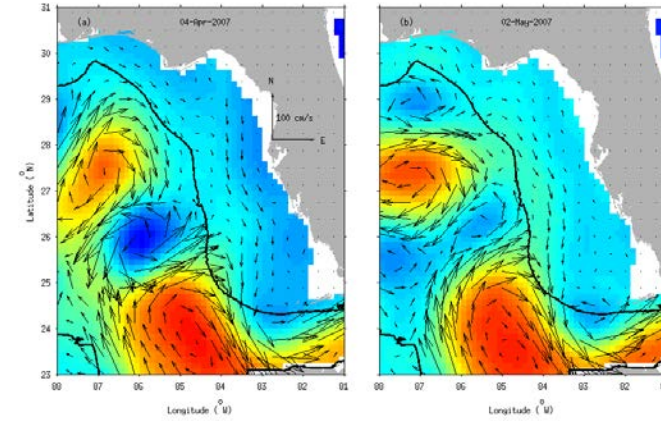 (a) 04-Apr-2007
(b) 02-May-2007
N
100 cm/s
E
Latitude (°N)
31
30
29
28
27
26
25
24
23
88 87 86 85 84 83 82 81
88 87 86 85 84 83 82 81
Longitude (°W)
Longitude (°W)